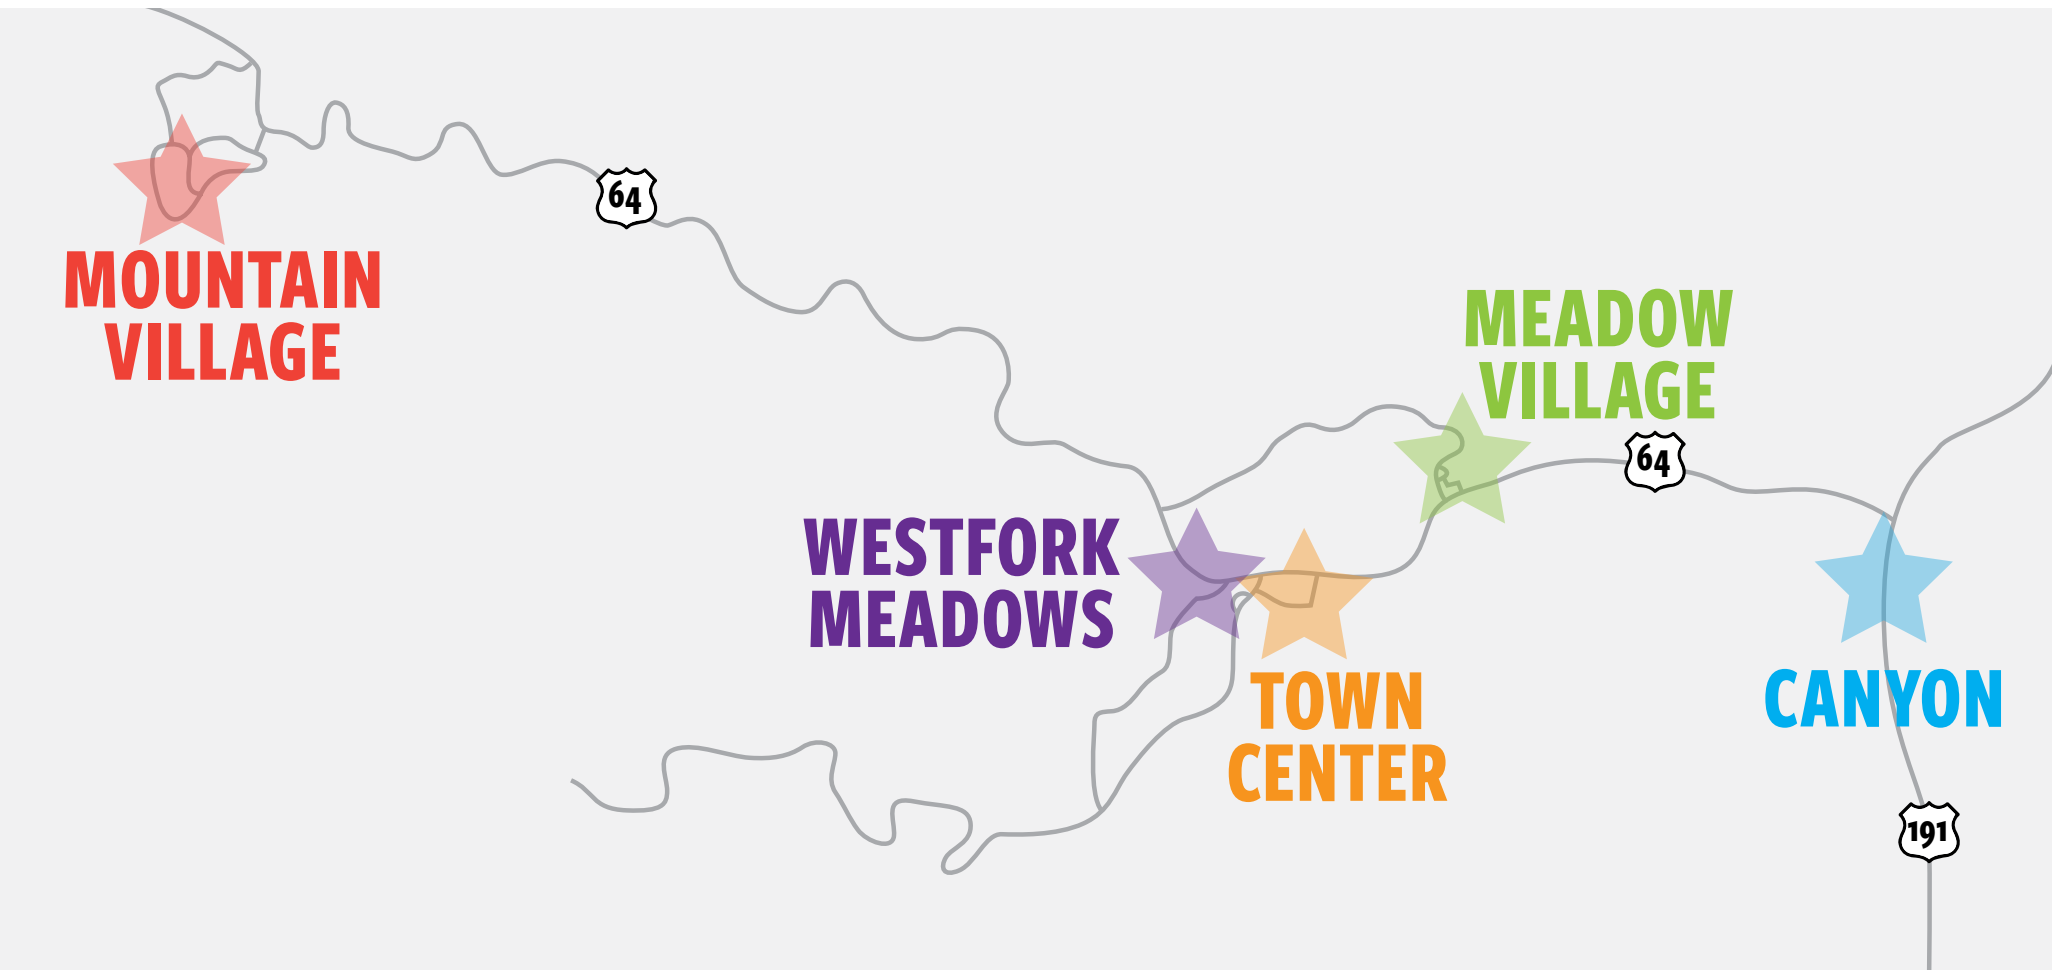 64
MOUNTAIN
VILLAGE
MEADOW
VILLAGE
64
WESTFORK
MEADOWS
TOWN
CENTER
CANYON
191